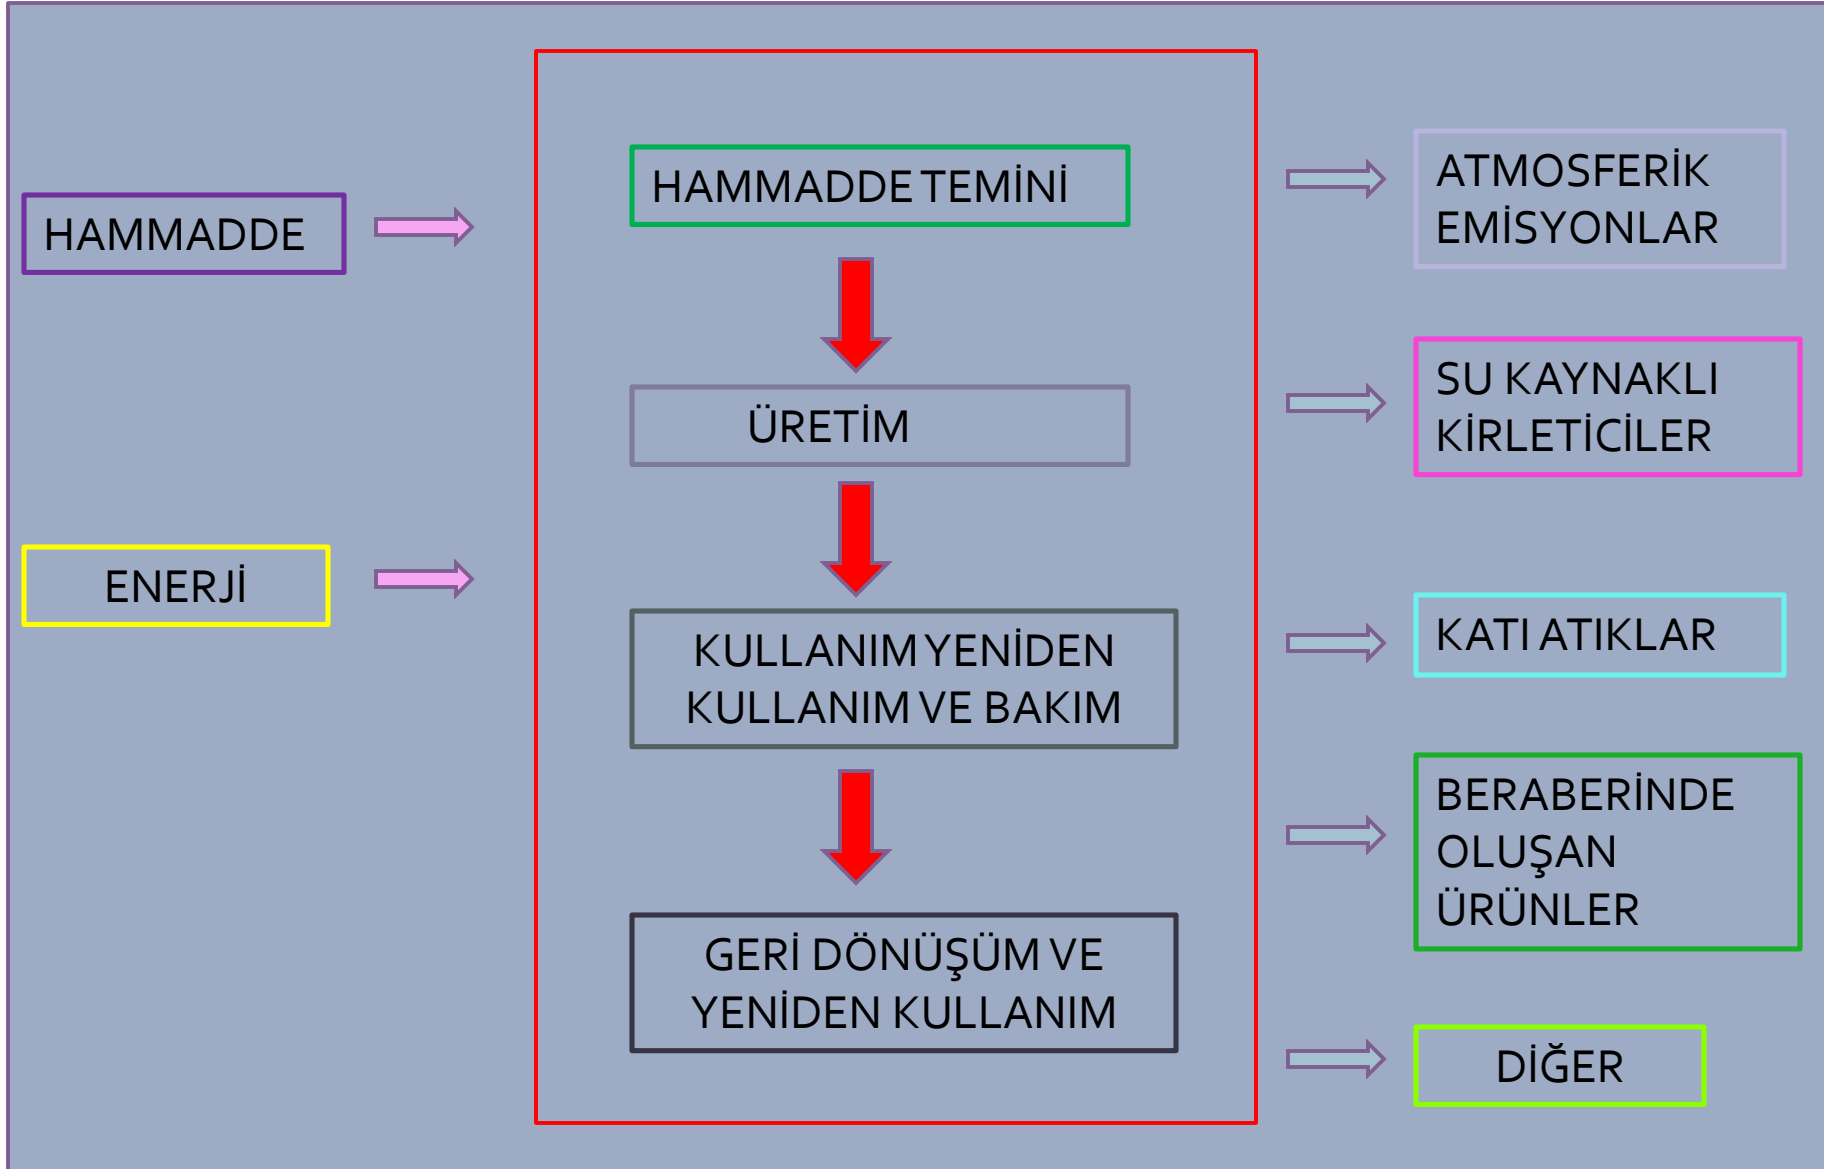 HAMMADDE
ENERJİ
HAMMADDE TEMİNİ
ÜRETİM
KULLANIM YENİDEN
KULLANIM VE BAKIM
GERİ DÖNÜŞÜM VE
YENİDEN KULLANIM
ATMOSFERİK
EMİSYONLAR
SU KAYNAKLI
KİRLETİCİLER
KATI ATIKLAR
BERABERİNDE
OLUŞAN
ÜRÜNLER
DİĞER